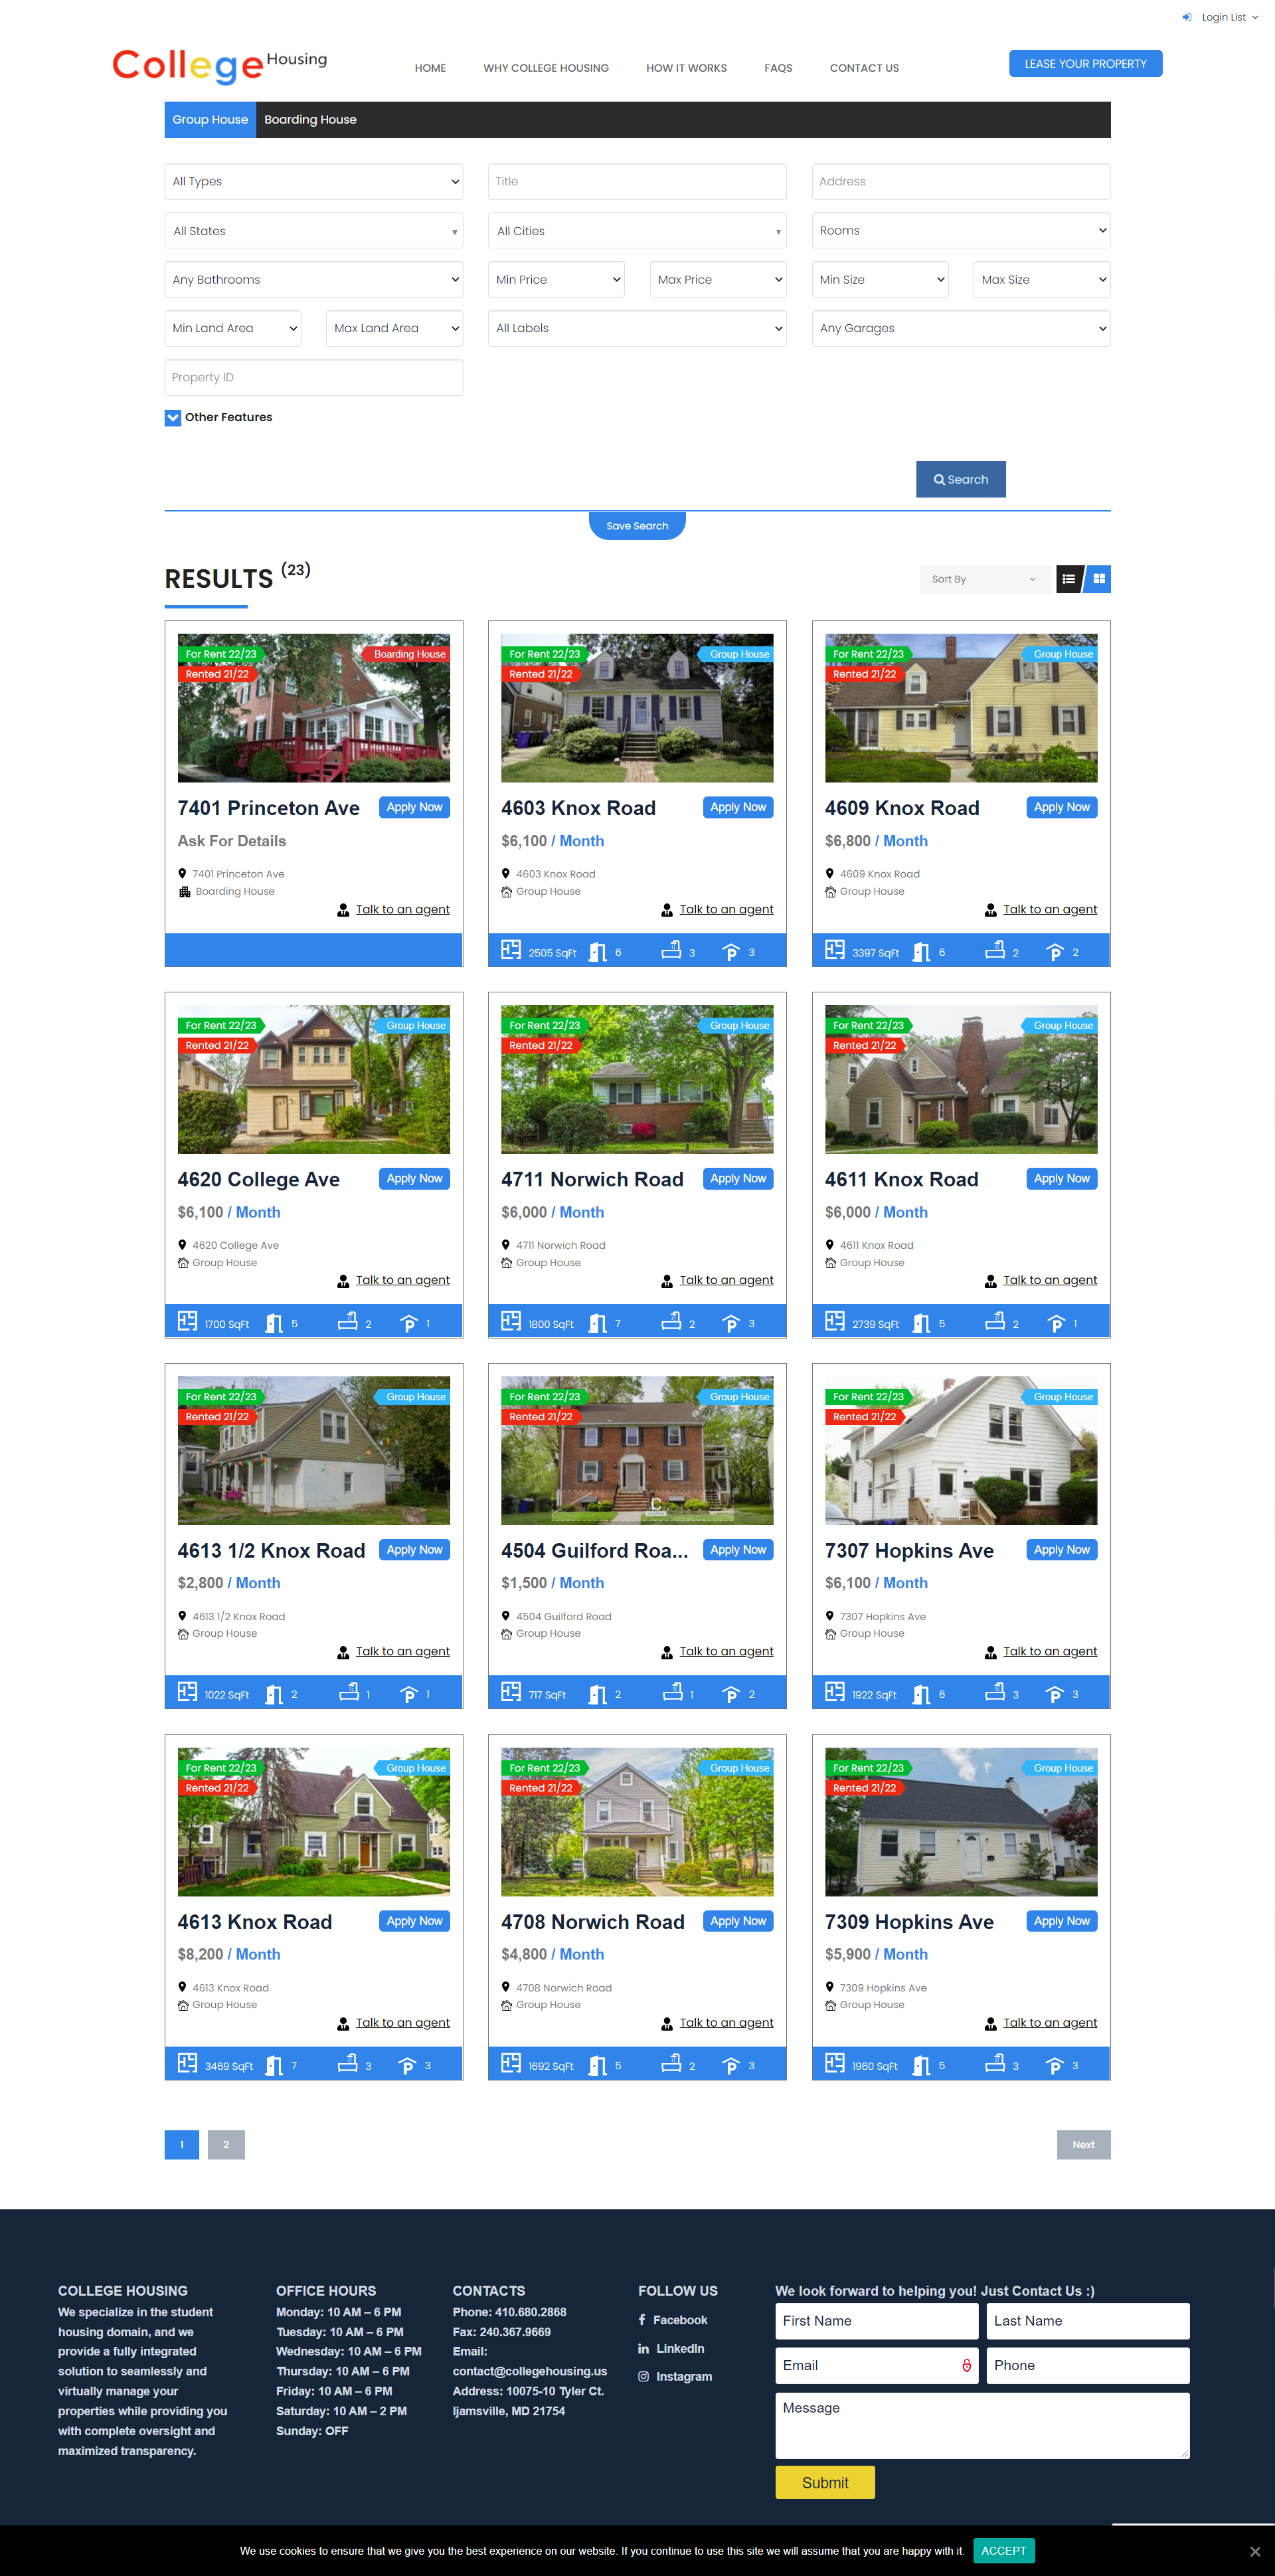 Login List
College Housing
HOME WHY COLLEGE HOUSING HOW IT WORKS FAQS CONTACT US
LEASE YOUR PROPERTY
Group House Boarding House
All Types Title Address
All States All Cities Rooms
Any Bathrooms Min Price Max Price Min Size Max Size
Min Land Area Max Land Area All Labels Any Garages
Property ID
Other Features
Search
Save Search
RESULTS (23)
Sort By
For Rent 22/23 Boarding House
Rented 21/22
7401 Princeton Ave Apply Now
Ask For Details
7401 Princeton Ave
Boarding House
Talk to an agent
For Rent 22/23 Group House
Rented 21/22
4603 Knox Road Apply Now
$6,100 / Month
4603 Knox Road
Group House
Talk to an agent
2505 SqFt 6 3 P 3
For Rent 22/23 Group House
Rented 21/22
4609 Knox Road Apply Now
$6,800 / Month
4609 Knox Road
Group House
Talk to an agent
3397 SqFt 6 2 P 2
For Rent 22/23 Group House
Rented 21/22
4620 College Ave Apply Now
$6,100 / Month
4620 College Ave
Group House
Talk to an agent
1700 SqFt 5 2 P 1
For Rent 22/23 Group House
Rented 21/22
4711 Norwich Road Apply Now
$6,000 / Month
4711 Norwich Road
Group House
Talk to an agent
1800 SqFt 7 2 P 3
For Rent 22/23 Group House
Rented 21/22
4611 Knox Road Apply Now
$6,000 / Month
4611 Knox Road
Group House
Talk to an agent
2739 SqFt 5 2 P 1
For Rent 22/23 Group House
Rented 21/22
4613 1/2 Knox Road Apply Now
$2,800 / Month
4613 1/2 Knox Road
Group House
Talk to an agent
1022 SqFt 2 1 P 1
For Rent 22/23 Group House
Rented 21/22
4504 Guilford Roa... Apply Now
$1,500 / Month
4504 Guilford Road
Group House
Talk to an agent
717 SqFt 2 1 P 2
For Rent 22/23 Group House
Rented 21/22
7307 Hopkins Ave Apply Now
$6,100 / Month
7307 Hopkins Ave
Group House
Talk to an agent
1922 SqFt 6 3 P 3
For Rent 22/23 Group House
Rented 21/22
4613 Knox Road Apply Now
$8,200 / Month
4613 Knox Road
Group House
Talk to an agent
3469 SqFt 7 3 P 3
For Rent 22/23 Group House
Rented 21/22
4708 Norwich Road Apply Now
$4,800 / Month
4708 Norwich Road
Group House
Talk to an agent
1692 SqFt 5 2 P 3
For Rent 22/23 Group House
Rented 21/22
7309 Hopkins Ave Apply Now
$5,900 / Month
7309 Hopkins Ave
Group House
Talk to an agent
1960 SqFt 5 3 P 3
1 2 Next
COLLEGE HOUSING
We specialize in the student
housing domain, and we
provide a fully integrated
solution to seamlessly and
virtually manage your
properties while providing you
with complete oversight and
maximized transparency.
OFFICE HOURS
Monday: 10 AM – 6 PM
Tuesday: 10 AM – 6 PM
Wednesday: 10 AM – 6 PM
Thursday: 10 AM – 6 PM
Friday: 10 AM – 6 PM
Saturday: 10 AM – 2 PM
Sunday: OFF
CONTACTS
Phone: 410.680.2868
Fax: 240.367.9669
Email:
contact@collegehousing.us
Address: 10075-10 Tyler Ct.
Ijamsville, MD 21754
FOLLOW US
Facebook
LinkedIn
Instagram
We look forward to helping you! Just Contact Us :)
First Name Last Name
Email Phone
Message
Submit
We use cookies to ensure that we give you the best experience on our website. If you continue to use this site we will assume that you are happy with it. ACCEPT